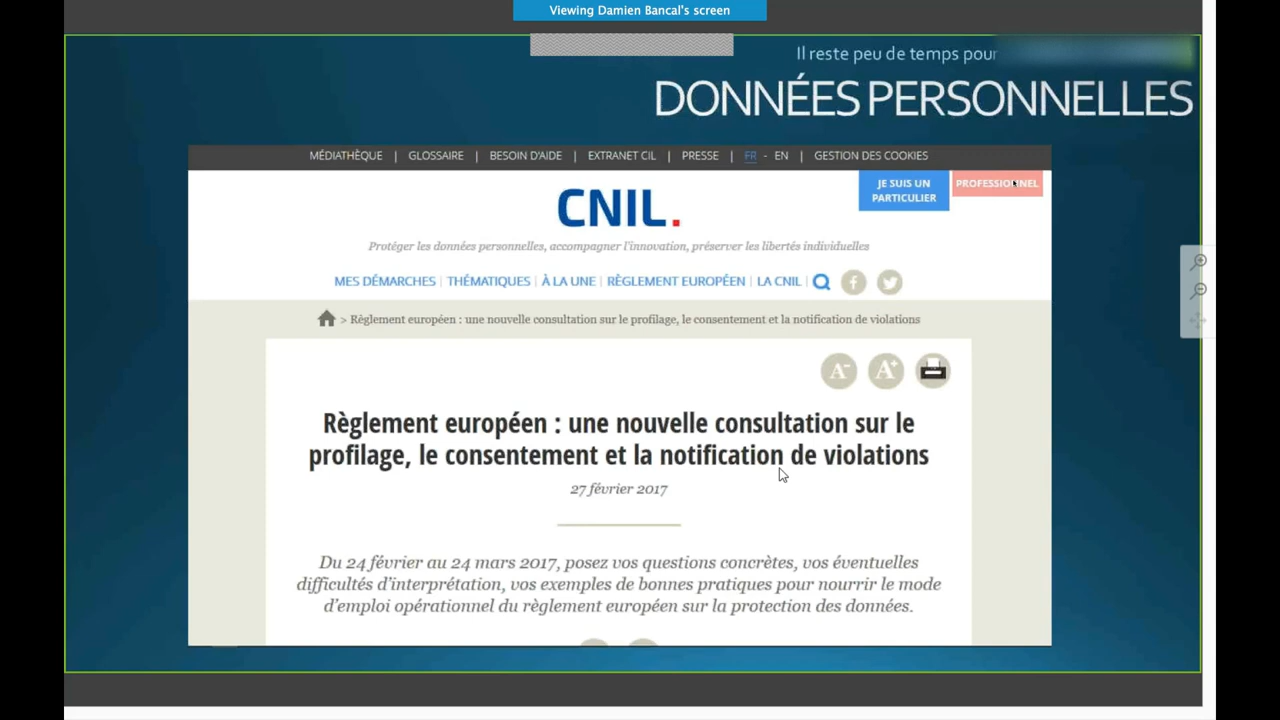 Viewing Damien Bancal's screen
Il reste peu de temps pour
DONNÉES PERSONNELLES
MÉDIATHÈQUE | GLOSSAIRE | BESOIN D'AIDE | EXTRANET CIL | PRESSE | FR - EN | GESTION DES COOKIES
JE SUIS UN
PARTICULIER
PROFESSIONNEL
CNIL.
Protéger les données personnelles, accompagner l'innovation, préserver les libertés individuelles
MES DÉMARCHES | THÉMATIQUES | À LA UNE | RÈGLEMENT EUROPÉEN | LA CNIL
> Règlement européen : une nouvelle consultation sur le profilage, le consentement et la notification de violations
A- A+
Règlement européen : une nouvelle consultation sur le
profilage, le consentement et la notification de violations
27 février 2017
Du 24 février au 24 mars 2017, posez vos questions concrètes, vos éventuelles
difficultés d'interprétation, vos exemples de bonnes pratiques pour nourrir le mode
d'emploi opérationnel du règlement européen sur la protection des données.